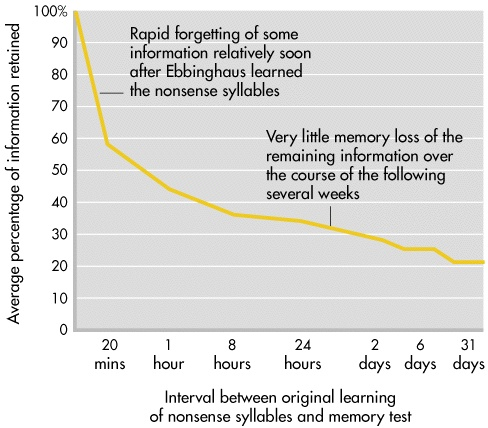 100%
90
80
70
60
50
40
30
20
10
0
Average percentage of information retained
Rapid forgetting of some
information relatively soon
after Ebbinghaus learned
the nonsense syllables
Very little memory loss of the
remaining information over
the course of the following
several weeks
20 1 8 24 2 6 31
mins hour hours hours days days days
Interval between original learning
of nonsense syllables and memory test